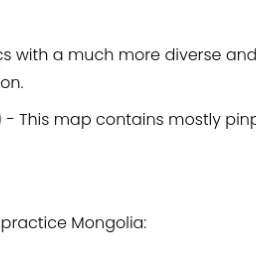 cs with a much more diverse and
on.
) - This map contains mostly pinp
practice Mongolia: